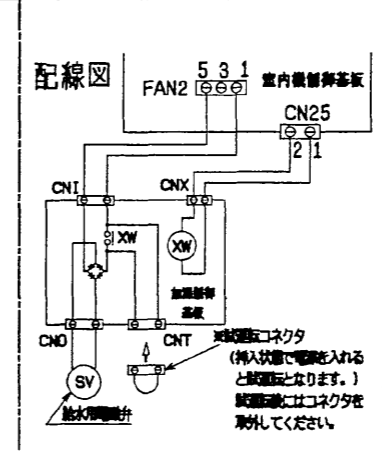 配線図
5 3 1
FAN2
室内機制御基板
CN25
2 1
CNI
CNX
XW
XW
加湿制御
基板
CNO
CNT
※試運転コネクタ
(挿入状態で電源を入れる
と試運転となります。)
試運転後にはコネクタを
取外してください。
SV
給水用電磁弁